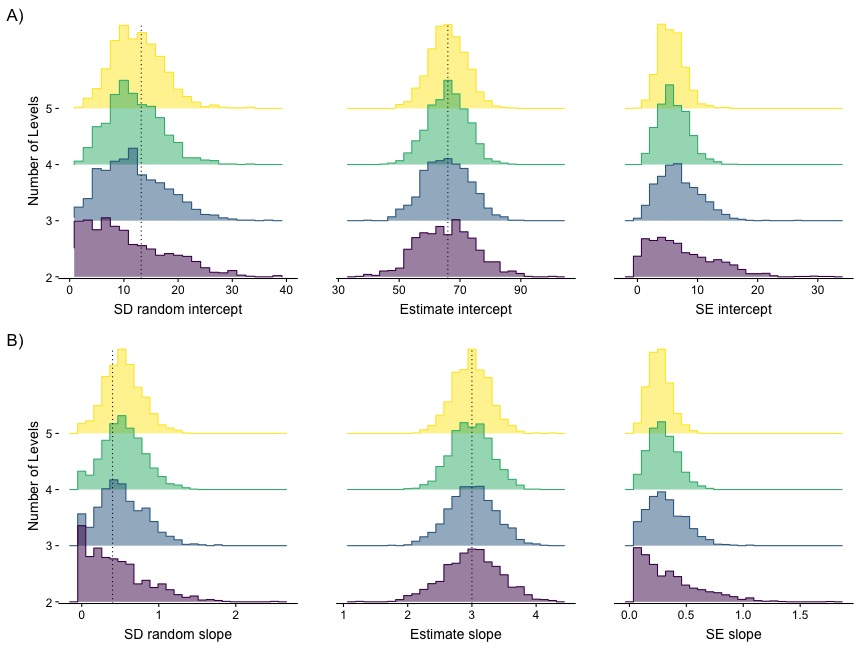 A)
Number of Levels
5
4
3
2
0 10 20 30 40
SD random intercept
30 50 70 90
Estimate intercept
0 10 20 30
SE intercept
B)
Number of Levels
5
4
3
2
0 1 2
SD random slope
1 2 3 4
Estimate slope
0.0 0.5 1.0 1.5
SE slope